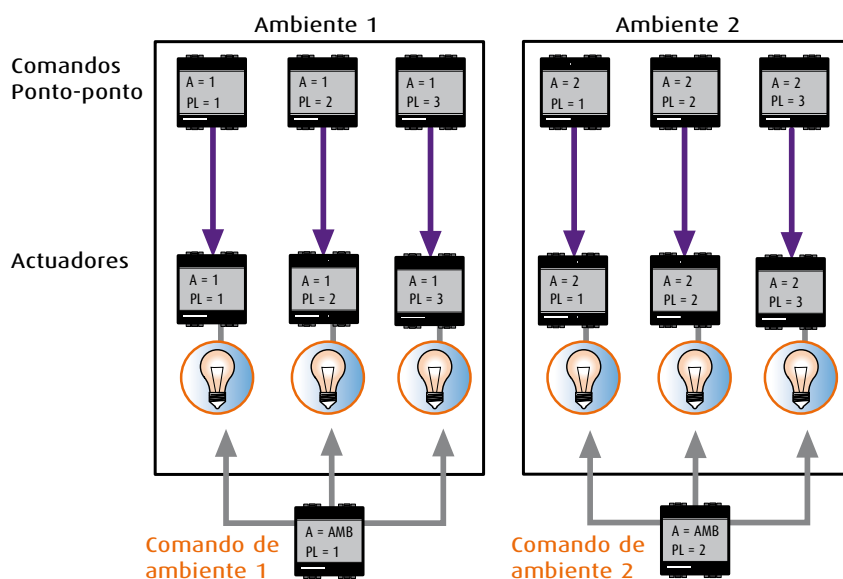 Ambiente 1
Ambiente 2
Comandos
Ponto-ponto
A = 1
PL = 1
A = 1
PL = 2
A = 1
PL = 3
A = 2
PL = 1
A = 2
PL = 2
A = 2
PL = 3
Actuadores
A = 1
PL = 1
A = 1
PL = 2
A = 1
PL = 3
A = 2
PL = 1
A = 2
PL = 2
A = 2
PL = 3
Comando de
ambiente 1
A = AMB
PL = 1
Comando de
ambiente 2
A = AMB
PL = 2